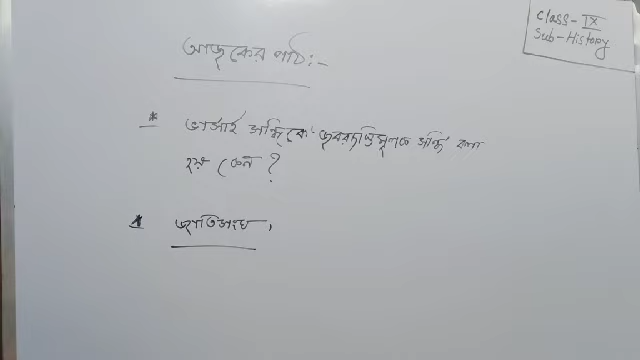 Class - IX
Sub - History
আজকের পাঠ :-
* ভার্সাই সন্ধিকে 'জবরদস্তিমূলক সন্ধি বলা
হয় কেন ?
* জাতিসংঘ ,